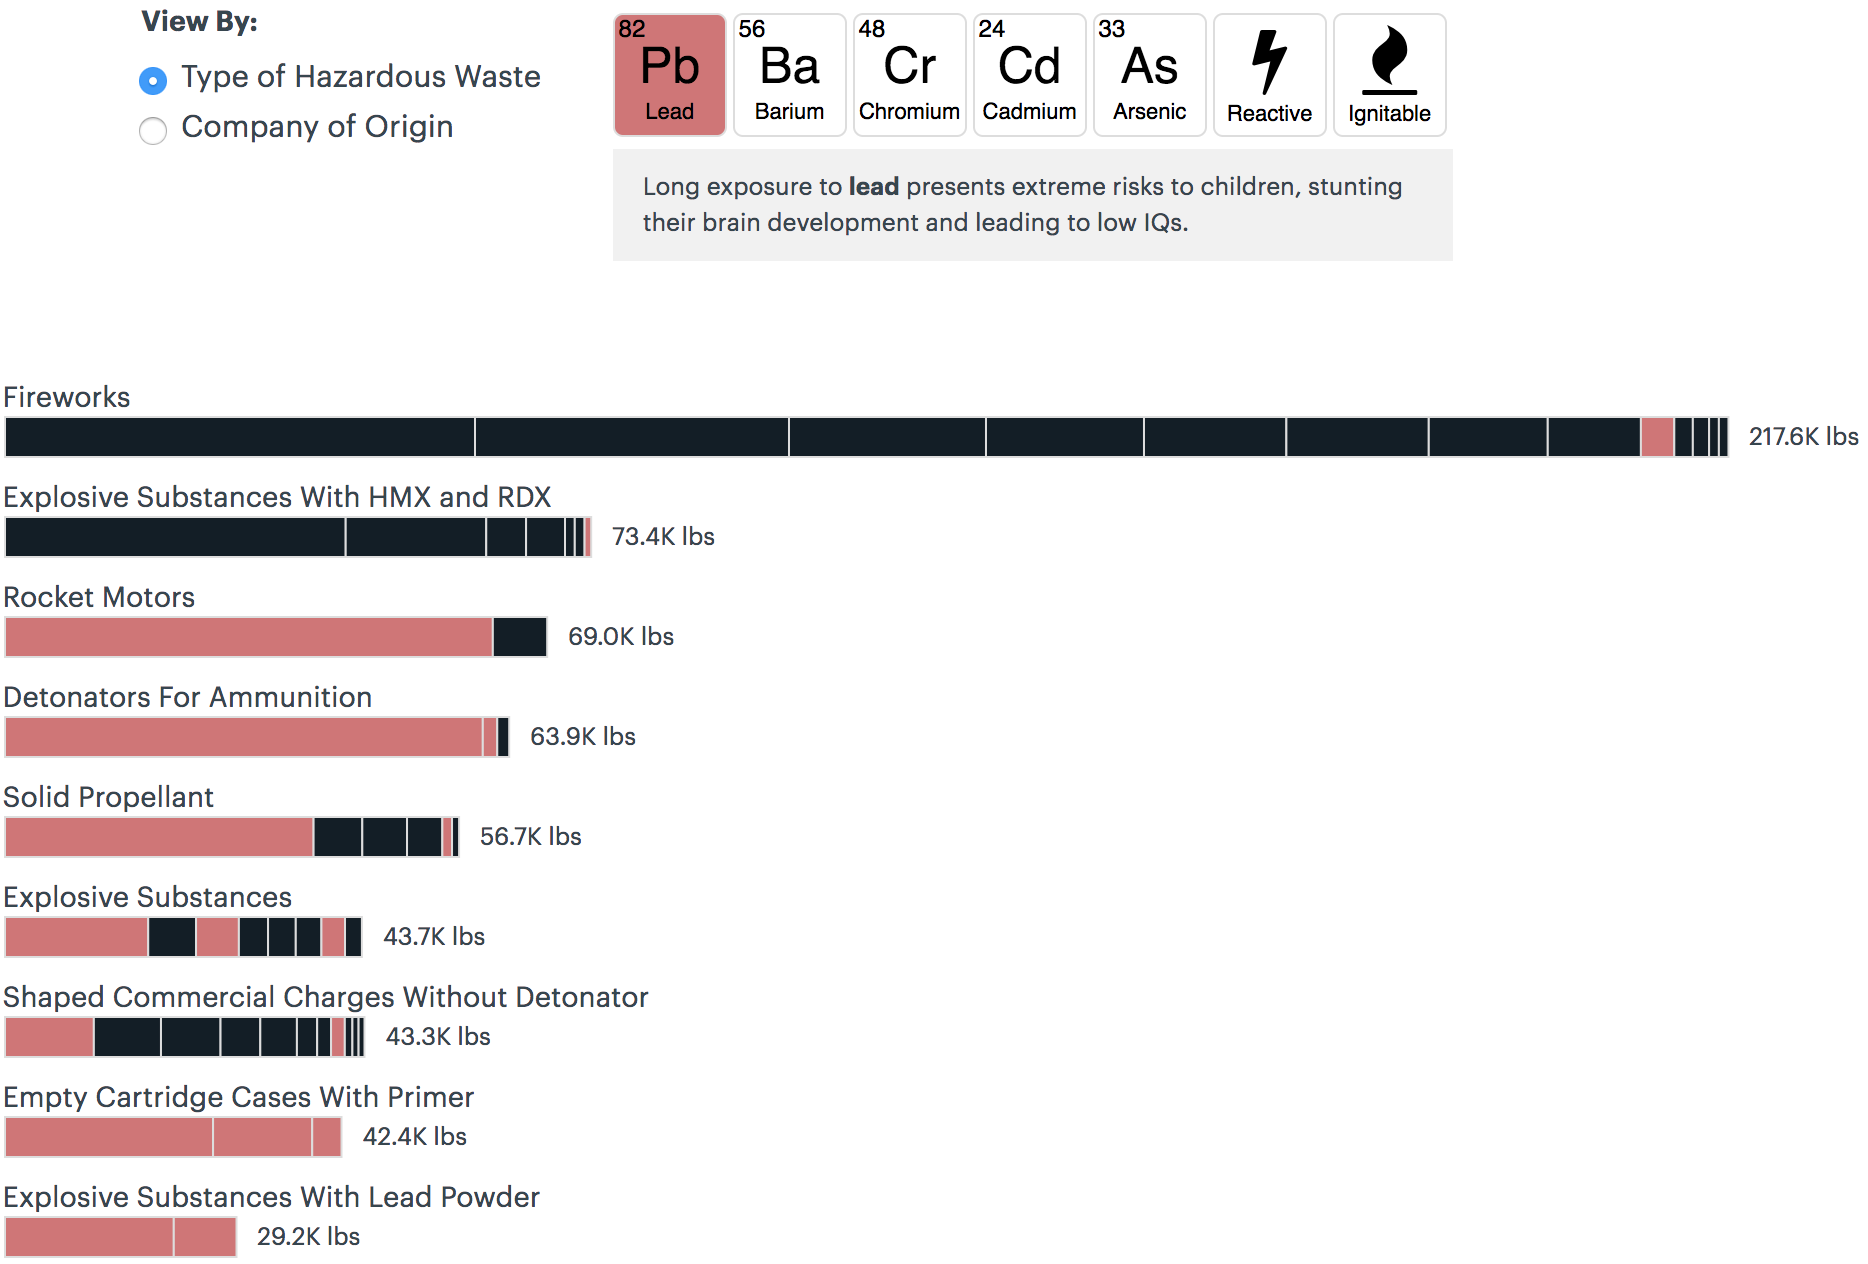 View By:
Type of Hazardous Waste
Company of Origin
82
Pb
Lead
56
Ba
Barium
48
Cr
Chromium
24
Cd
Cadmium
33
As
Arsenic
Reactive
Ignitable
Long exposure to lead presents extreme risks to children, stunting
their brain development and leading to low IQs.
Fireworks
217.6K lbs
Explosive Substances With HMX and RDX
73.4K lbs
Rocket Motors
69.0K lbs
Detonators For Ammunition
63.9K lbs
Solid Propellant
56.7K lbs
Explosive Substances
43.7K lbs
Shaped Commercial Charges Without Detonator
43.3K lbs
Empty Cartridge Cases With Primer
42.4K lbs
Explosive Substances With Lead Powder
29.2K lbs